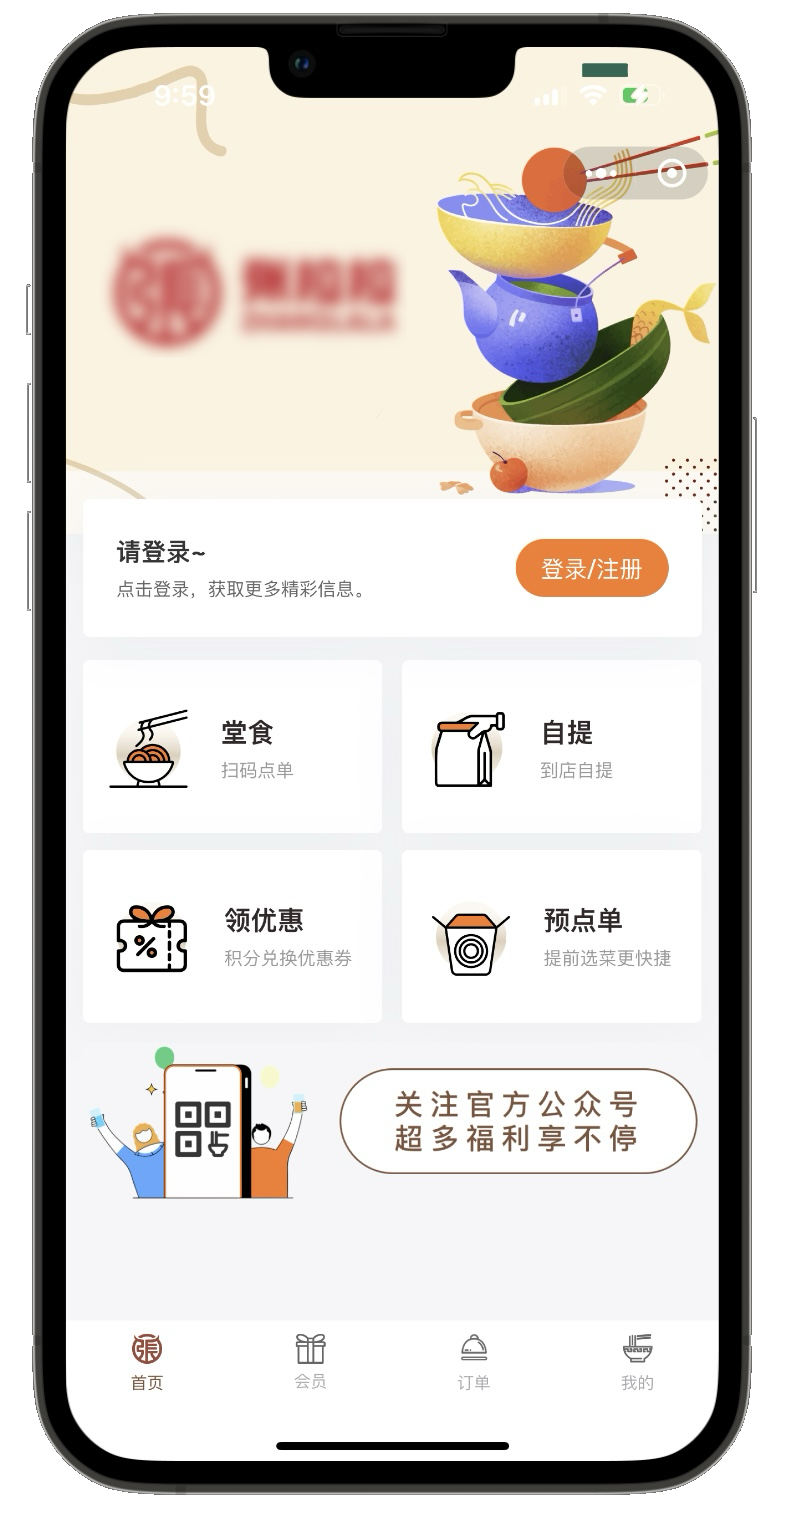 9:59
请登录~
点击登录，获取更多精彩信息。
登录/注册
堂食
扫码点单
自提
到店自提
领优惠
积分兑换优惠券
预点单
提前选菜更快捷
关注官方公众号
超多福利享不停
張
首页
会员
订单
我的